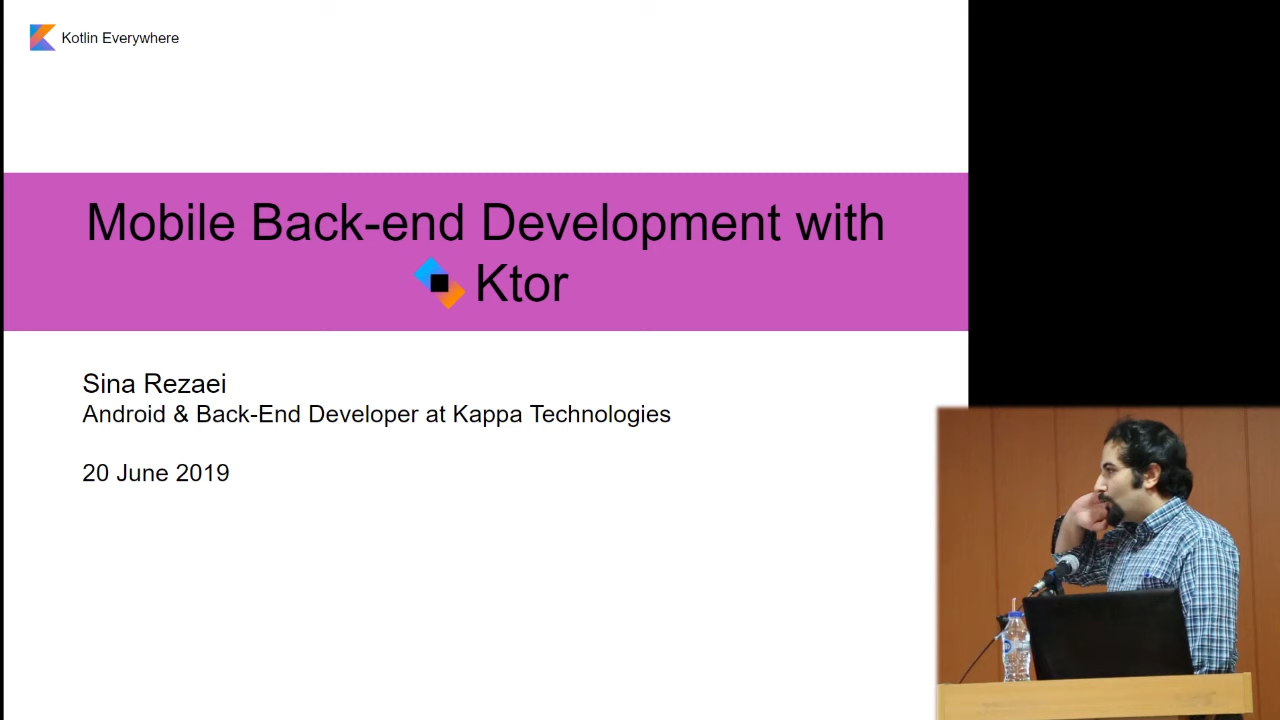 Kotlin Everywhere
Mobile Back-end Development with
Ktor
Sina Rezaei
Android & Back-End Developer at Kappa Technologies
20 June 2019